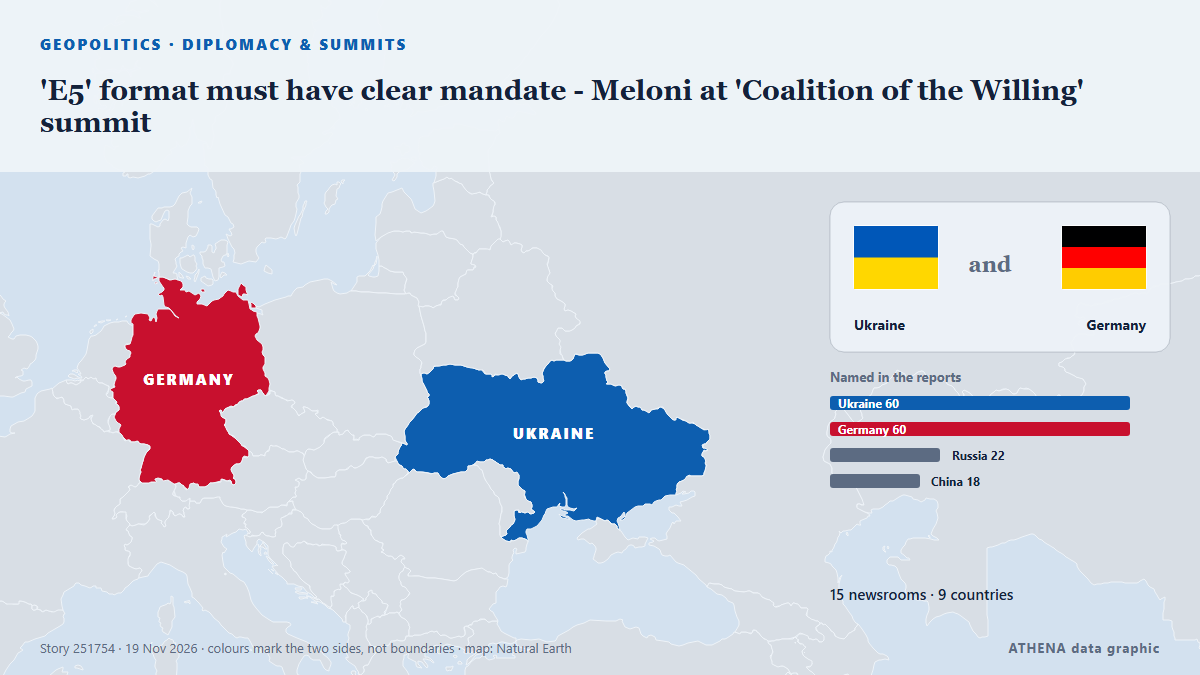 GEOPOLITICS · DIPLOMACY & SUMMITS
'E5' format must have clear mandate - Meloni at 'Coalition of the Willing'
summit
GERMANY
UKRAINE
and
Ukraine
Germany
Named in the reports
Ukraine 60
Germany 60
Russia 22
China 18
15 newsrooms · 9 countries
Story 251754 · 19 Nov 2026 · colours mark the two sides, not boundaries · map: Natural Earth
ATHENA data graphic